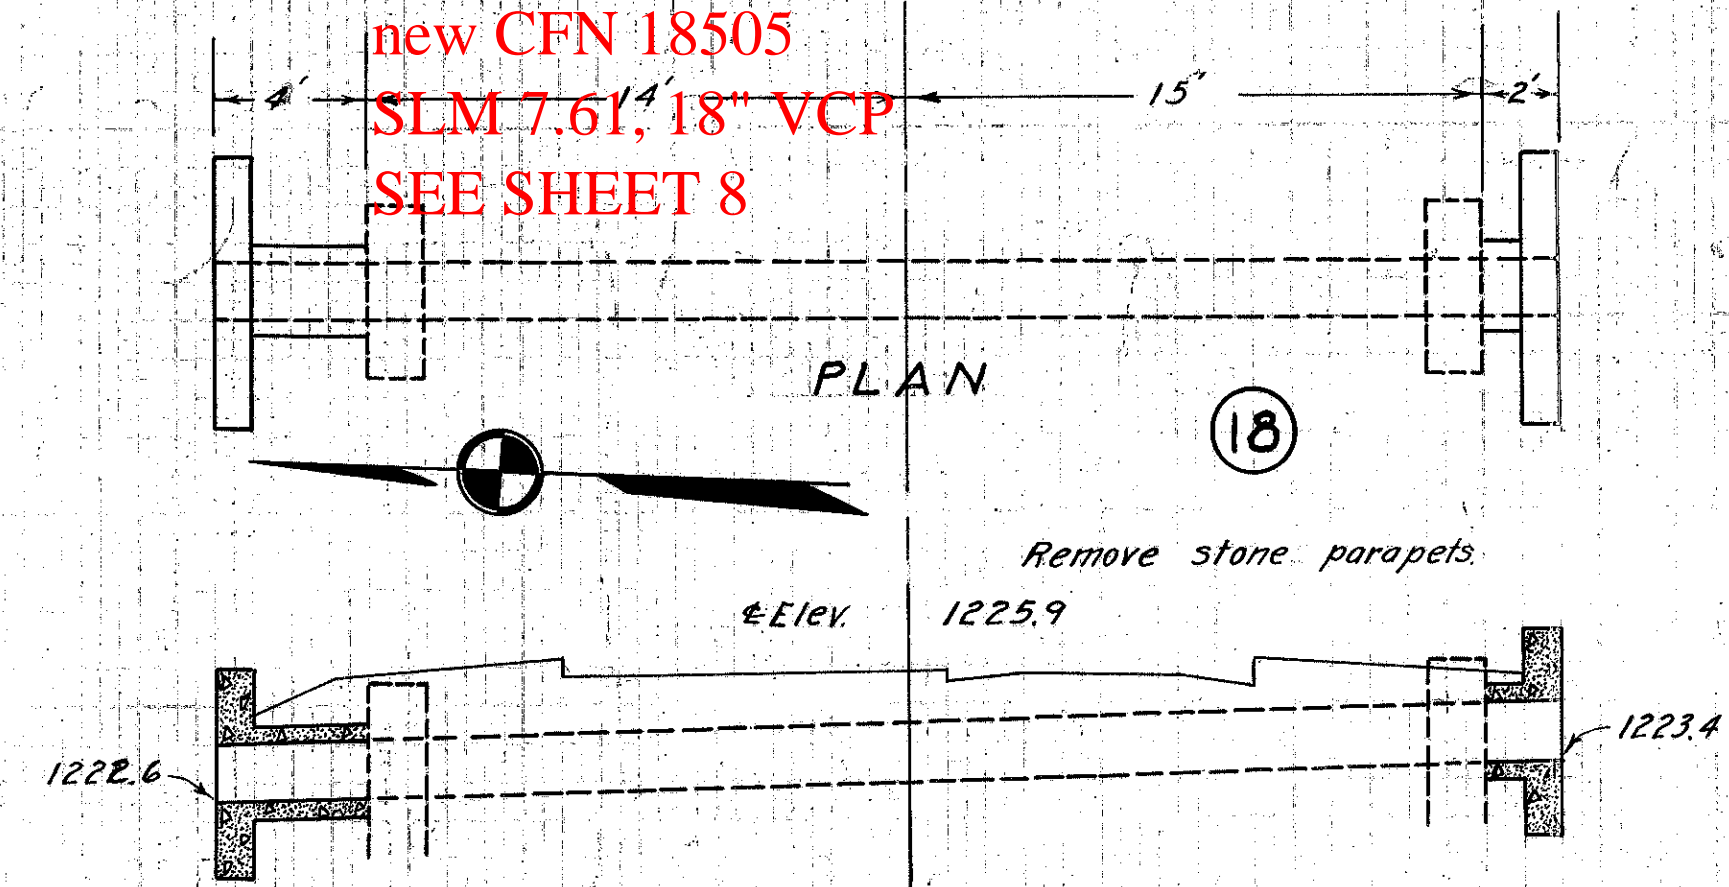 new CFN 18505
4' 14' 15' 2'
SLM 7.61, 18" VCP
SEE SHEET 8
PLAN
18
Remove stone parapets.
℄ Elev. 1225.9
1223.4
1222.6